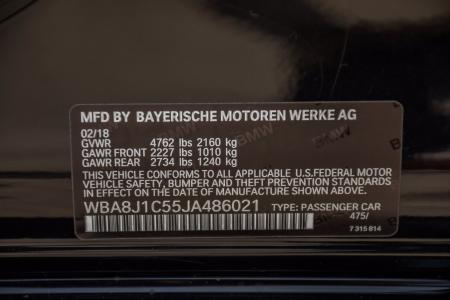 MFD BY BAYERISCHE MOTOREN WERKE AG
02/18
GVWR 4762 lbs 2160 kg
GAWR FRONT 2227 lbs 1010 kg
GAWR REAR 2734 lbs 1240 kg
THIS VEHICLE CONFORMS TO ALL APPLICABLE U.S.FEDERAL MOTOR
VEHICLE SAFETY, BUMPER AND THEFT PREVENTION STANDARDS
IN EFFECT ON THE DATE OF MANUFACTURE SHOWN ABOVE.
WBA8J1C55JA486021 TYPE: PASSENGER CAR
475/
7 315 814